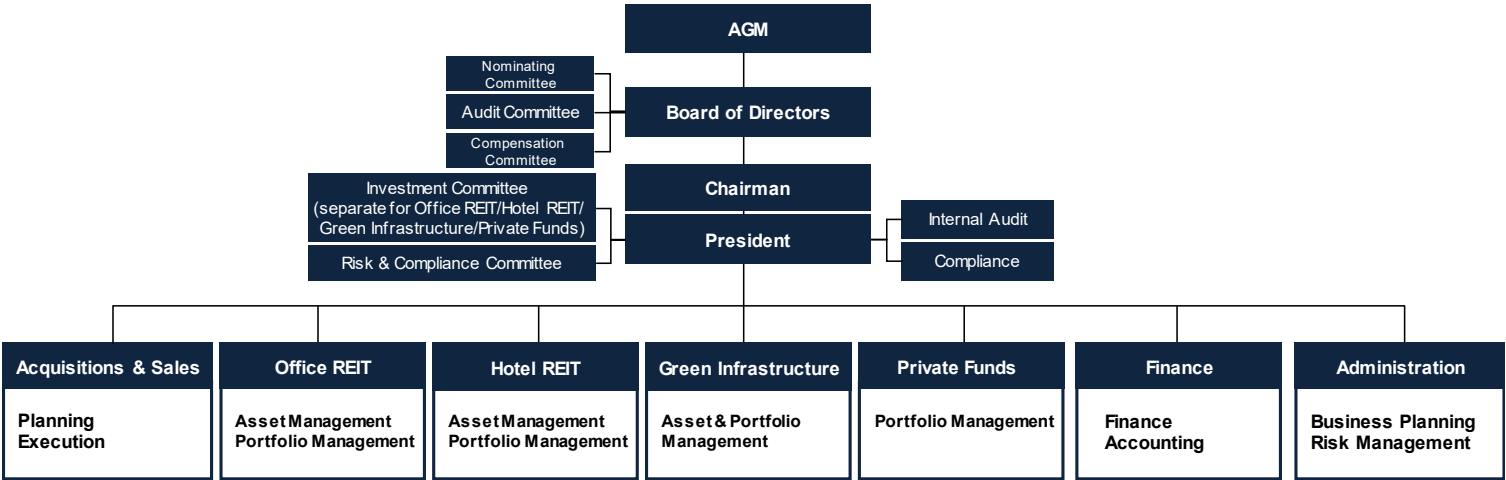 AGM
Nominating
Committee
Audit Committee
Board of Directors
Compensation
Committee
Chairman
Investment Committee
(separate for Office REIT/Hotel REIT/
Green Infrastructure/Private Funds)
President
Risk & Compliance Committee
Internal Audit
Compliance
Acquisitions & Sales
Planning
Execution
Office REIT
Asset Management
Portfolio Management
Hotel REIT
Asset Management
Portfolio Management
Green Infrastructure
Asset & Portfolio
Management
Private Funds
Portfolio Management
Finance
Finance
Accounting
Administration
Business Planning
Risk Management